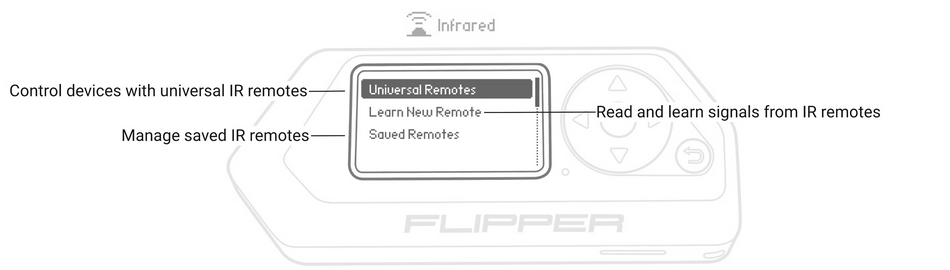 Infrared
Control devices with universal IR remotes
Universal Remotes
Learn New Remote
Read and learn signals from IR remotes
Manage saved IR remotes
Saved Remotes
FLIPPER